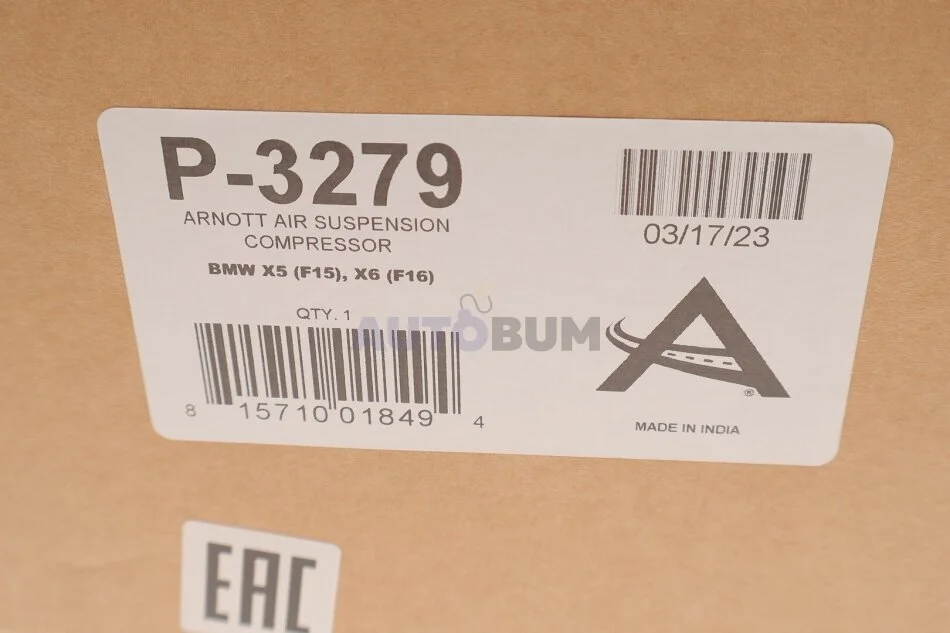 P-3279
ARNOTT AIR SUSPENSION
COMPRESSOR
BMW X5 (F15), X6 (F16)
QTY. 1
8 15710 01849 4
03/17/23
AUTOBUM
®
MADE IN INDIA
EAC